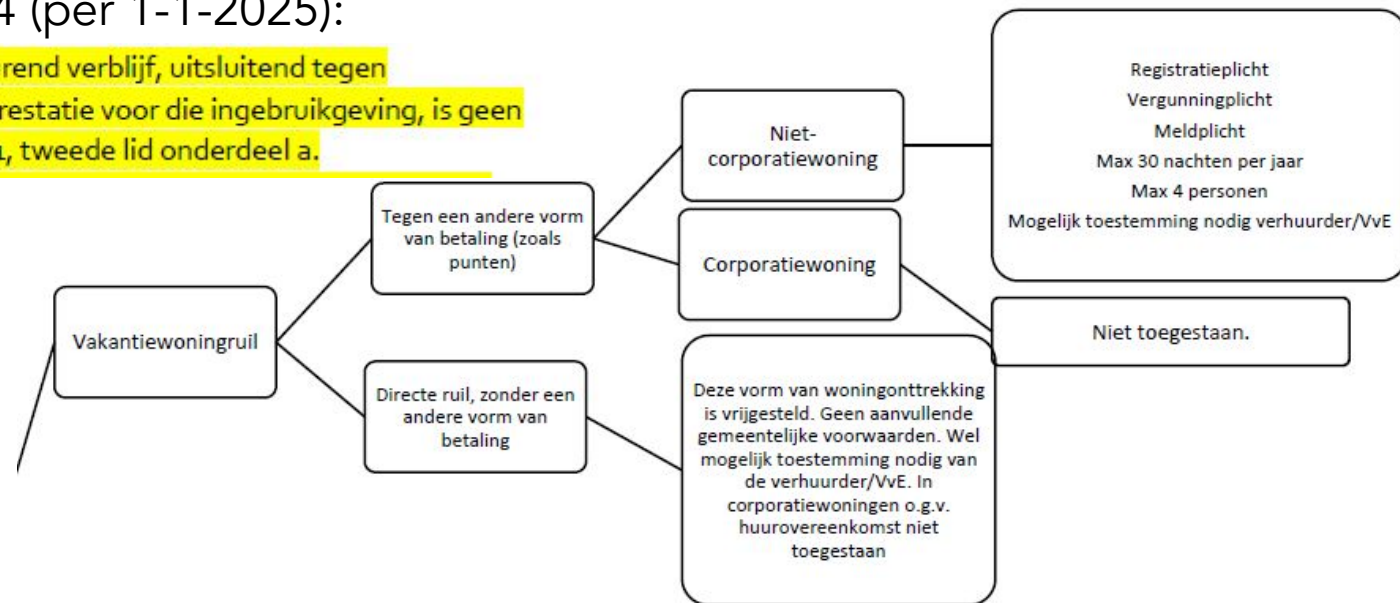 4 (per 1-1-2025):
rend verblijf, uitsluitend tegen
restatie voor die ingebruikgeving, is geen
1, tweede lid onderdeel a.
Vakantiewoningruil
Tegen een andere vorm
van betaling (zoals
punten)
Directe ruil, zonder een
andere vorm van
betaling
Niet-
corporatiewoning
Corporatiewoning
Deze vorm van woningonttrekking
is vrijgesteld. Geen aanvullende
gemeentelijke voorwaarden. Wel
mogelijk toestemming nodig van
de verhuurder/VvE. In
corporatiewoningen o.g.v.
huurovereenkomst niet
toegestaan
Registratieplicht
Vergunningplicht
Meldplicht
Max 30 nachten per jaar
Max 4 personen
Mogelijk toestemming nodig verhuurder/VvE
Niet toegestaan.